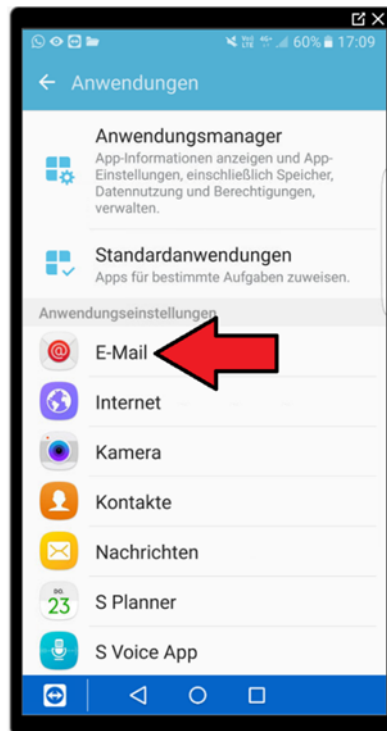 60% 17:09
Anwendungen
Anwendungsmanager
App-Informationen anzeigen und App-
Einstellungen, einschließlich Speicher,
Datennutzung und Berechtigungen,
verwalten.
Standardanwendungen
Apps für bestimmte Aufgaben zuweisen.
Anwendungseinstellungen
@ E-Mail
Internet
Kamera
Kontakte
Nachrichten
DO.
23 S Planner
S Voice App